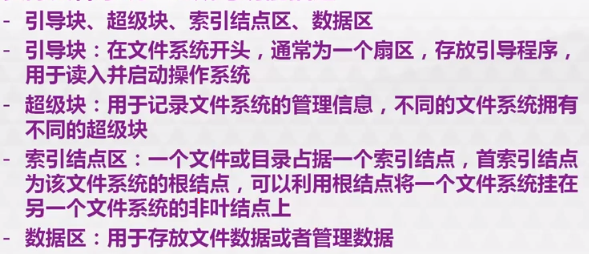 - 引导块、超级块、索引结点区、数据区
- 引导块：在文件系统开头，通常为一个扇区，存放引导程序，
用于读入并启动操作系统
- 超级块：用于记录文件系统的管理信息，不同的文件系统拥有
不同的超级块
- 索引结点区：一个文件或目录占据一个索引结点，首索引结点
为该文件系统的根结点，可以利用根结点将一个文件系统挂在
另一个文件系统的非叶结点上
- 数据区：用于存放文件数据或者管理数据